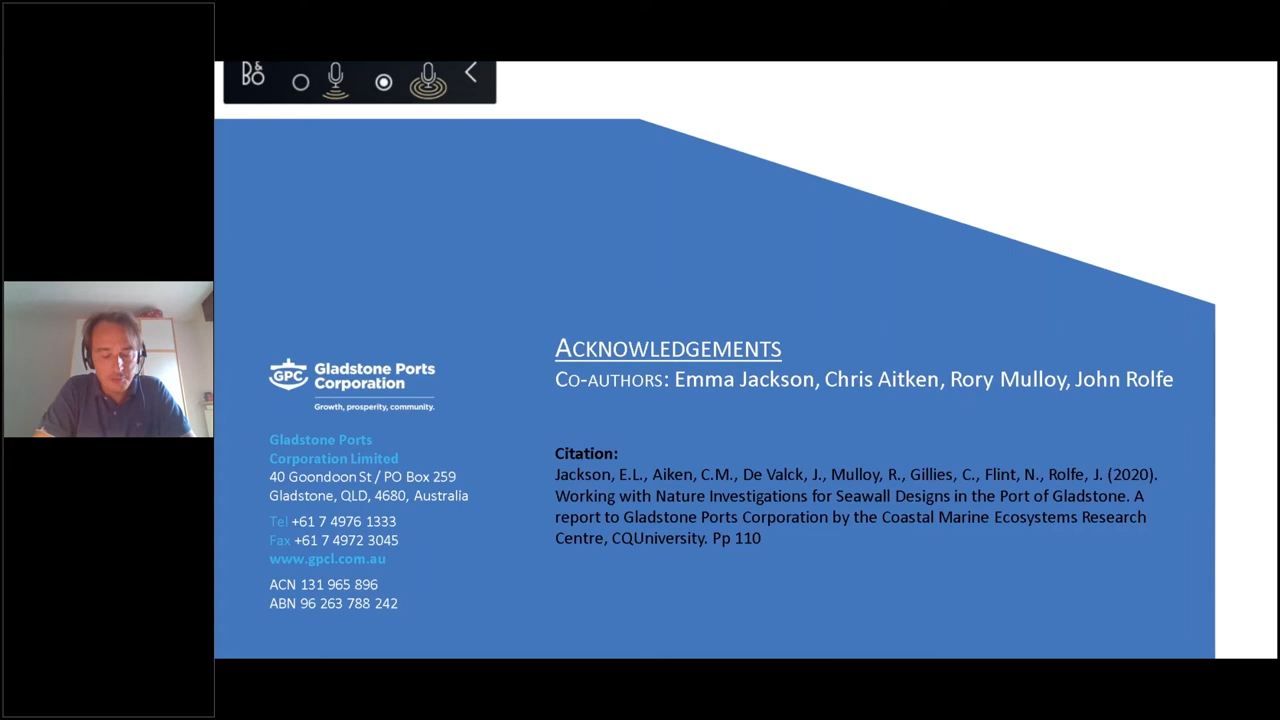 B&O
GPC
Gladstone Ports
Corporation
Growth, prosperity, community.
Gladstone Ports
Corporation Limited
40 Goondoon St / PO Box 259
Gladstone, QLD, 4680, Australia
Tel +61 7 4976 1333
Fax +61 7 4972 3045
www.gpcl.com.au
ACN 131 965 896
ABN 96 263 788 242
ACKNOWLEDGEMENTS
CO-AUTHORS: Emma Jackson, Chris Aitken, Rory Mulloy, John Rolfe
Citation:
Jackson, E.L., Aiken, C.M., De Valck, J., Mulloy, R., Gillies, C., Flint, N., Rolfe, J. (2020).
Working with Nature Investigations for Seawall Designs in the Port of Gladstone. A
report to Gladstone Ports Corporation by the Coastal Marine Ecosystems Research
Centre, CQUniversity. Pp 110